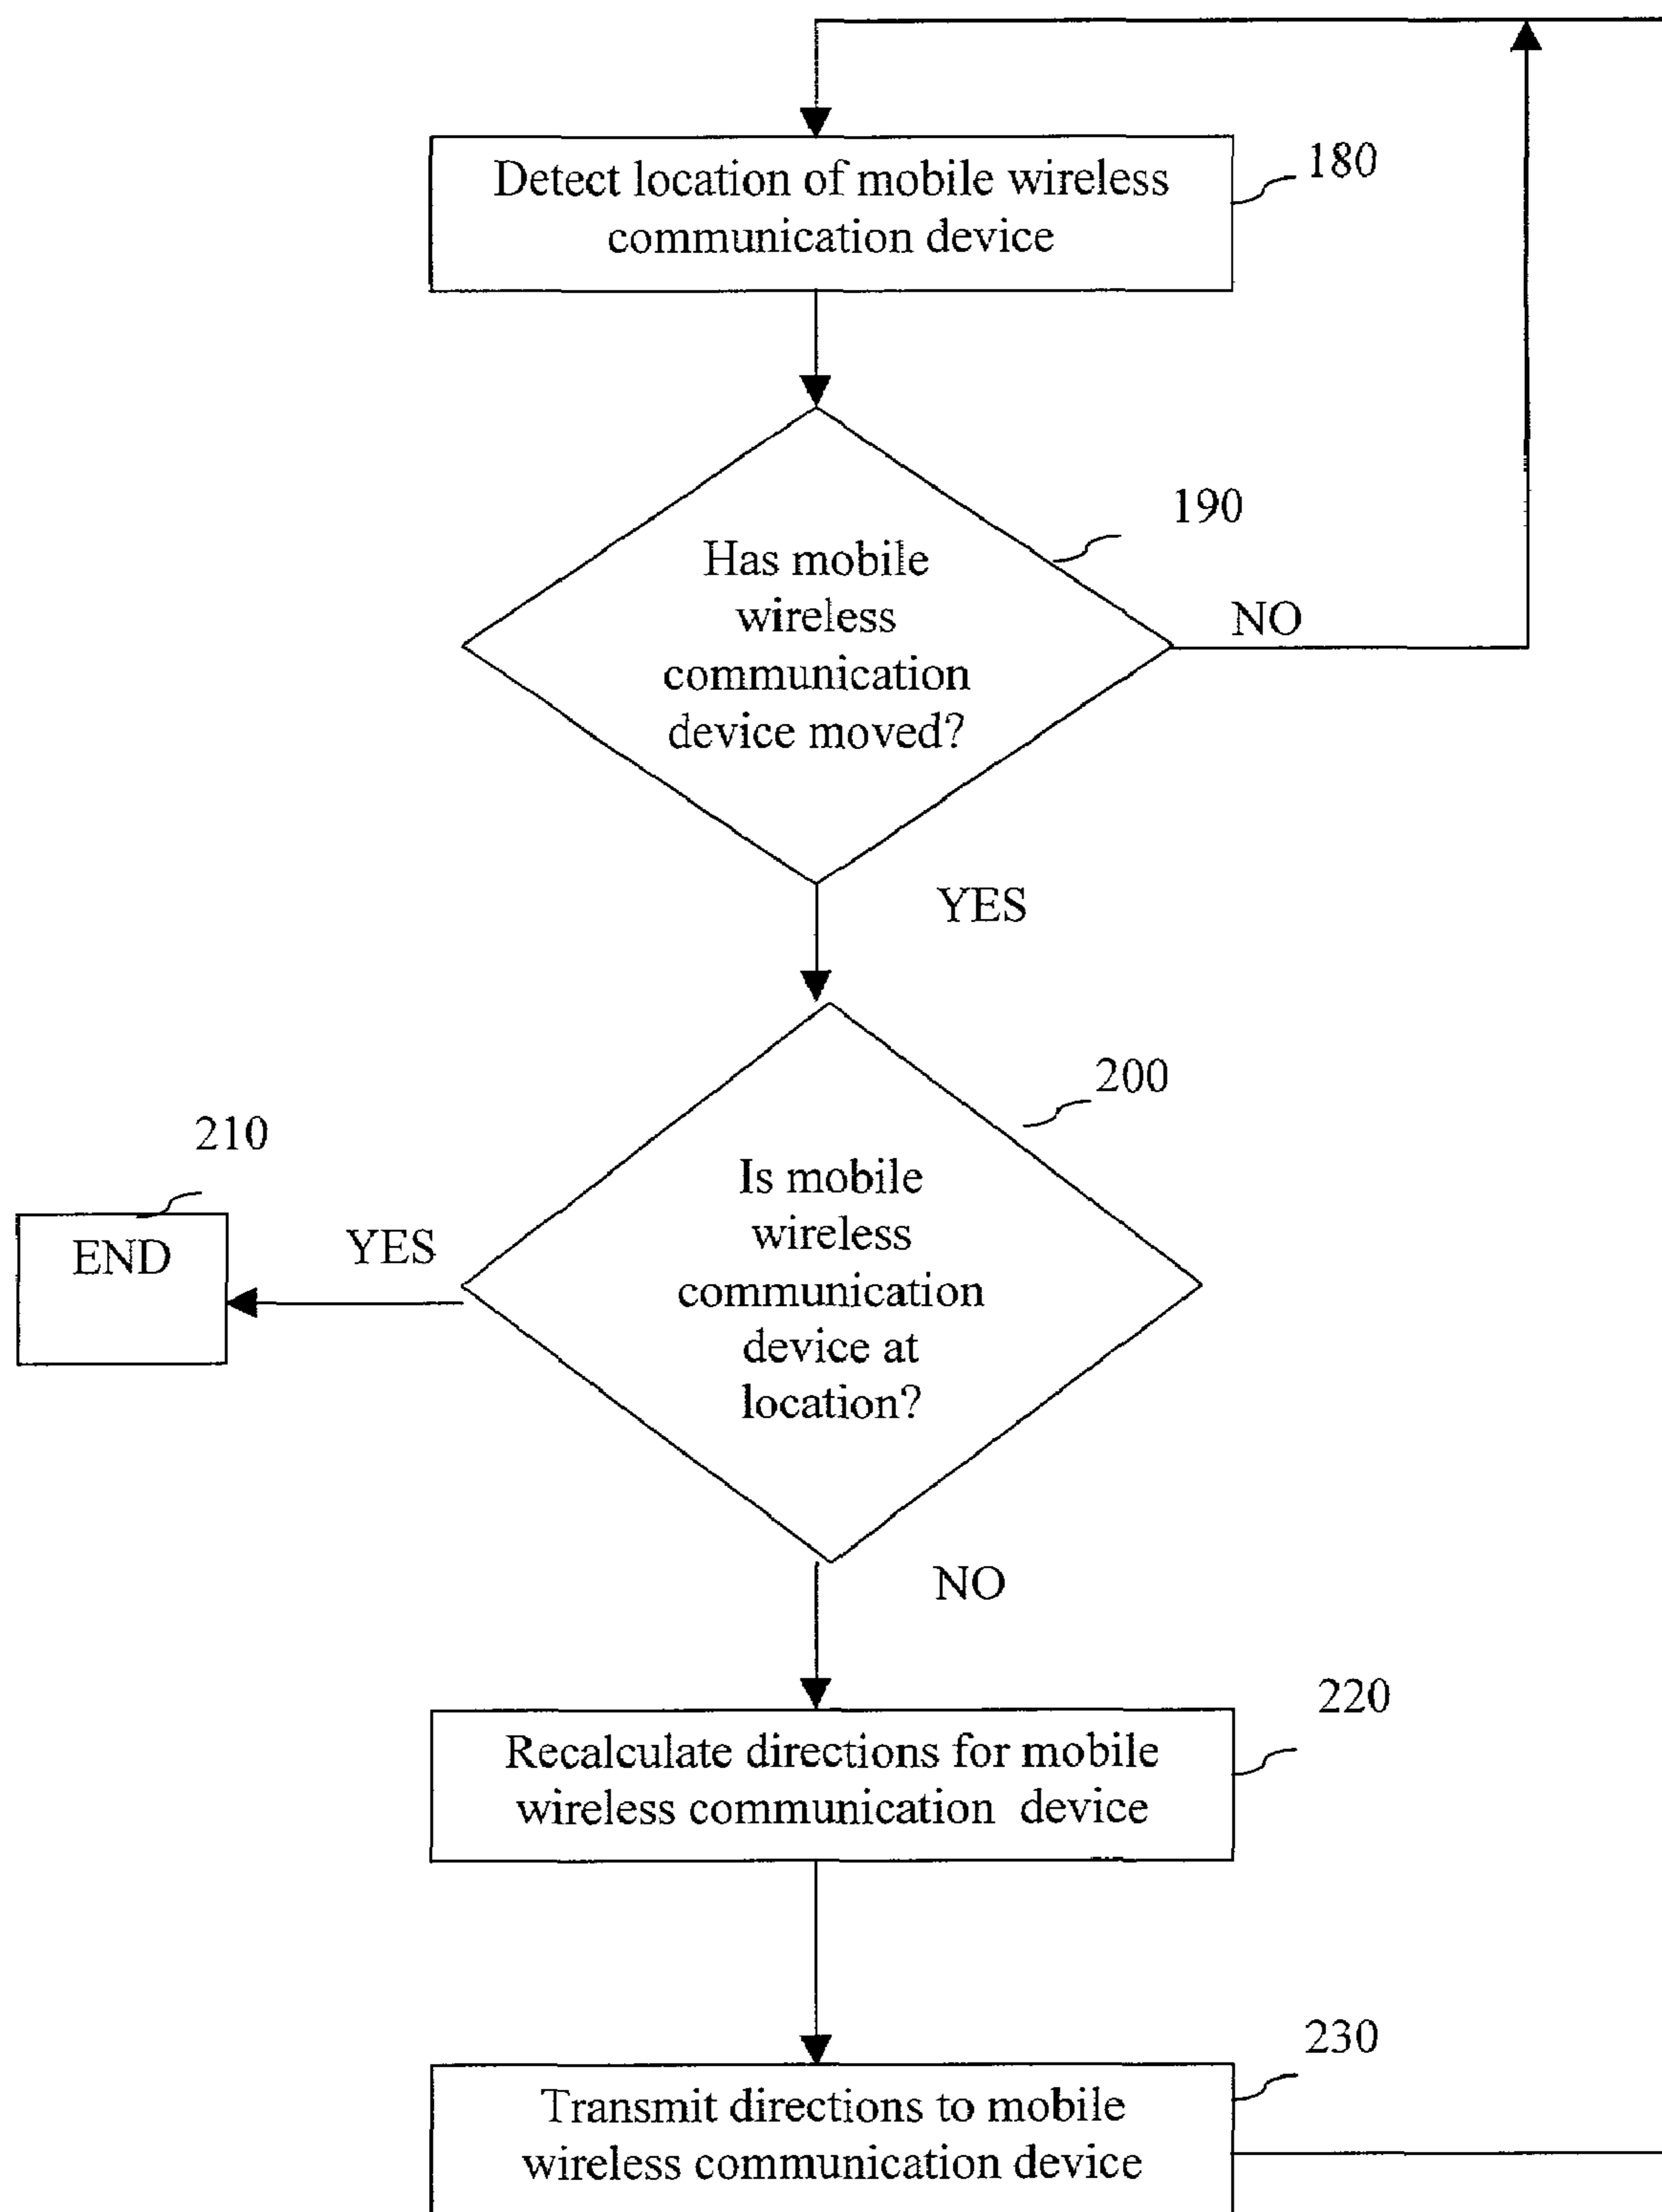 Detect location of mobile wireless
communication device
180
Has mobile
wireless
communication
device moved?
190
NO
YES
Is mobile
wireless
communication
device at
location?
200
210
END
YES
NO
Recalculate directions for mobile
wireless communication device
220
Transmit directions to mobile
wireless communication device
230